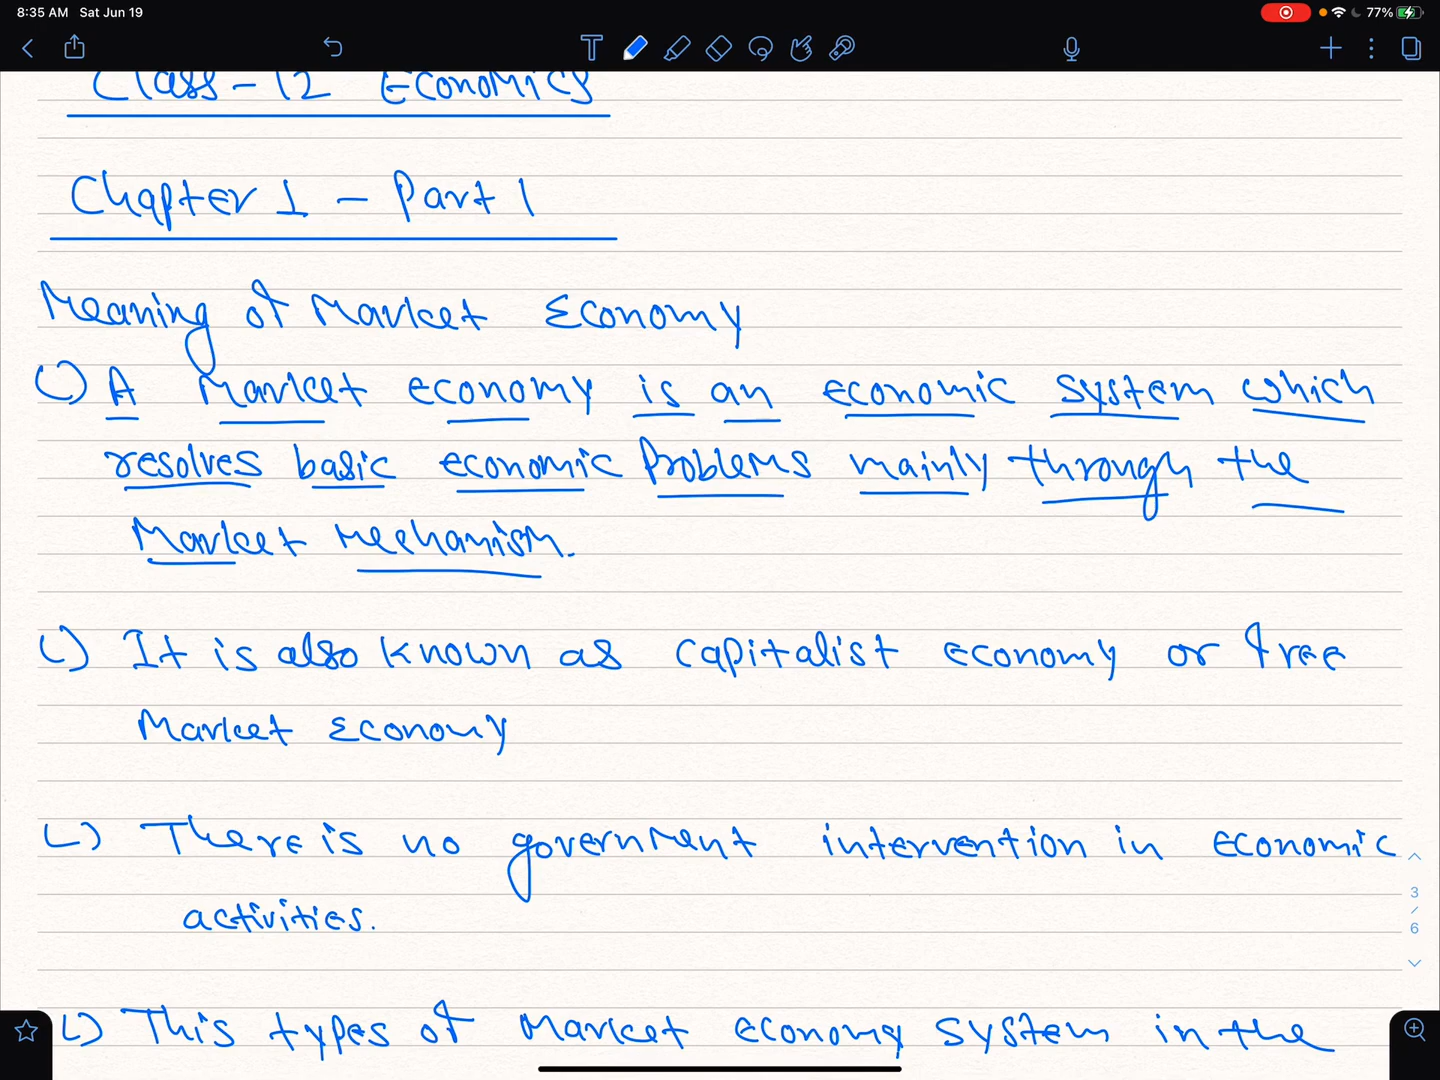 8:35 AM Sat Jun 19
77%
T
Class - 12 Economics
Chapter 1 - Part 1
Meaning of Market Economy
↳ A Market economy is an economic system which
resolves basic economic Problems mainly through the
Market Mechanism.
↳ It is also known as capitalist economy or free
Market Economy
↳ There is no government intervention in economic
activities.
3
/
6
↳ This types of Market economy system in the